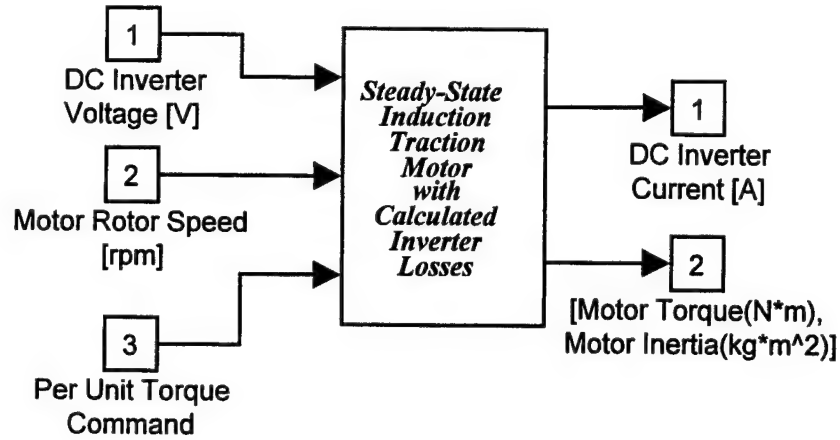 1
DC Inverter
Voltage [V]
2
Motor Rotor Speed
[rpm]
3
Per Unit Torque
Command
Steady-State
Induction
Traction
Motor
with
Calculated
Inverter
Losses
1
DC Inverter
Current [A]
2
[Motor Torque(N*m),
Motor Inertia(kg*m^2)]